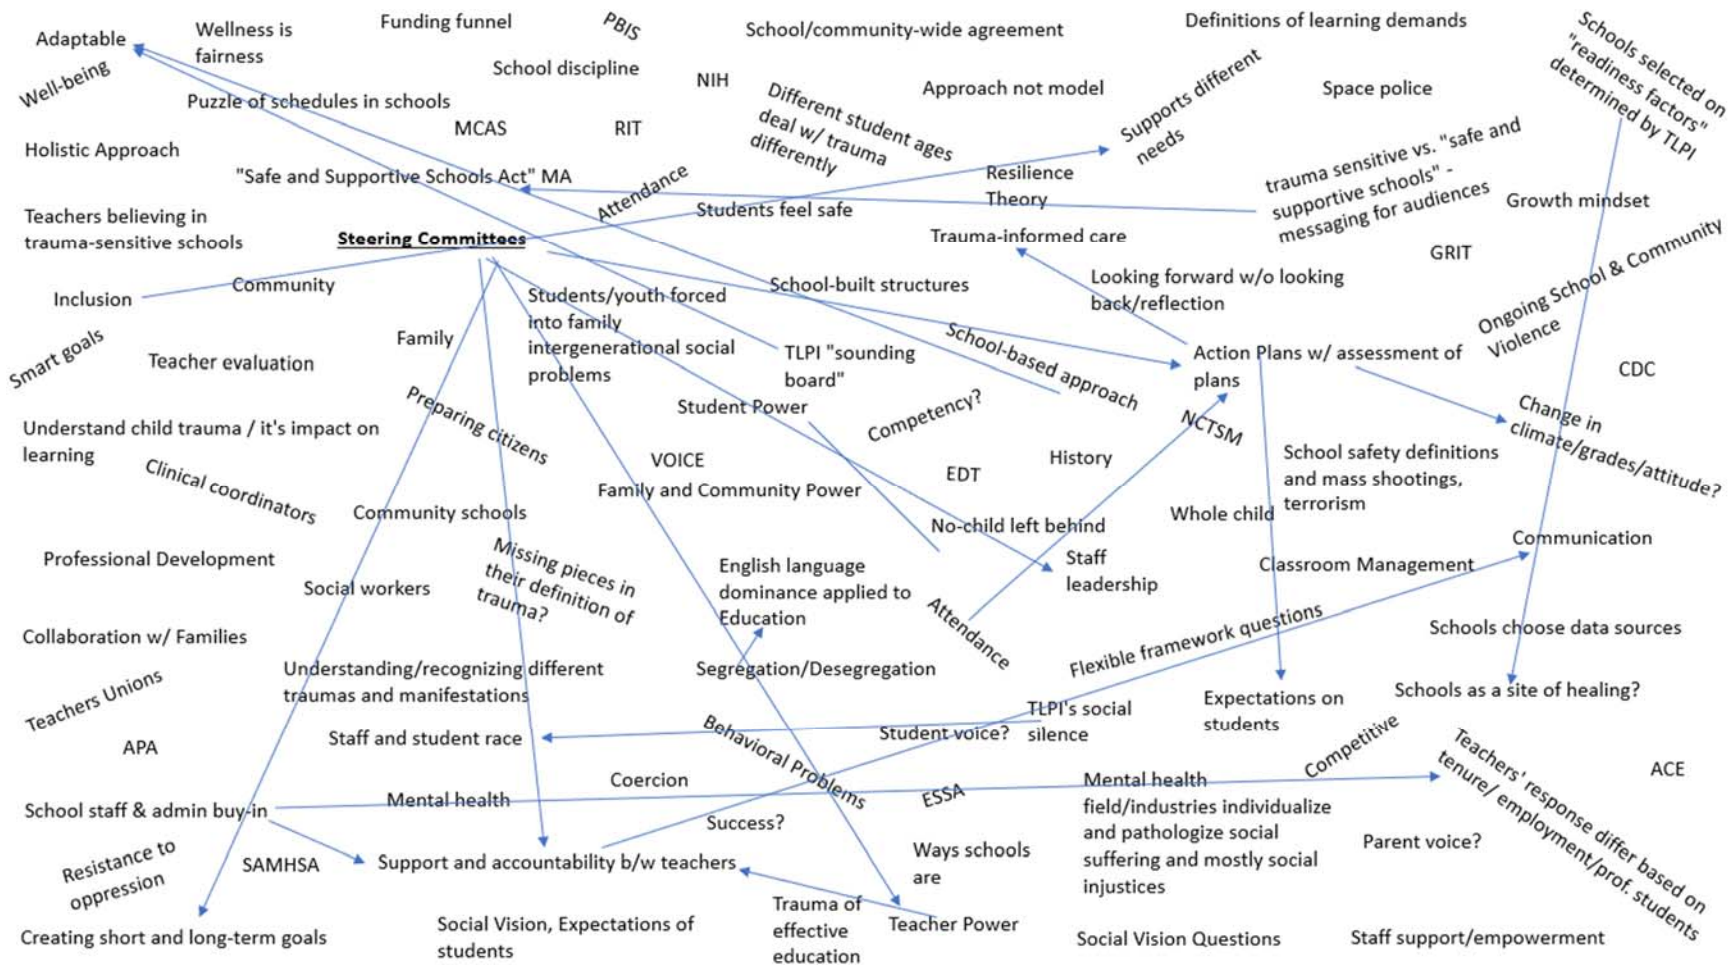 Adaptable
Wellness is
fairness
Funding funnel
PBIS
School/community-wide agreement
Definitions of learning demands
Schools selected on
"readiness factors"
determined by TLPI
Well-being
School discipline
NIH
Approach not model
Supports different
needs
Space police
Puzzle of schedules in schools
MCAS
RIT
Different student ages
deal w/ trauma
differently
Holistic Approach
"Safe and Supportive Schools Act" MA
Attendance
Resilience
Theory
trauma sensitive vs. "safe and
supportive schools" -
messaging for audiences
Growth mindset
Teachers believing in
trauma-sensitive schools
Steering Committees
Students feel safe
Trauma-informed care
GRIT
Ongoing School & Community
Violence
Inclusion
Community
Students/youth forced
into family
intergenerational social
problems
School-built structures
Looking forward w/o looking
back/reflection
Smart goals
Teacher evaluation
Family
TLPI "sounding
board"
School-based approach
Action Plans w/ assessment of
plans
CDC
Preparing citizens
Student Power
Competency?
NCTSM
Change in
climate/grades/attitude?
Understand child trauma / it's impact on
learning
Clinical coordinators
VOICE
EDT
History
School safety definitions
and mass shootings,
terrorism
Family and Community Power
Community schools
No-child left behind
Whole child
Communication
Professional Development
Social workers
Missing pieces in
their definition of
trauma?
English language
dominance applied to
Education
Staff
leadership
Classroom Management
Attendance
Flexible framework questions
Schools choose data sources
Collaboration w/ Families
Understanding/recognizing different
traumas and manifestations
Segregation/Desegregation
Schools as a site of healing?
Teachers Unions
Expectations on
students
APA
Staff and student race
Behavioral Problems
Student voice?
TLPI's social
silence
Competitive
Teachers' response differ based on
tenure/ employment/prof. students
ACE
School staff & admin buy-in
Mental health
Coercion
ESSA
Mental health
field/industries individualize
and pathologize social
suffering and mostly social
injustices
Success?
Parent voice?
Resistance to
oppression
SAMHSA
Support and accountability b/w teachers
Ways schools
are
Creating short and long-term goals
Social Vision, Expectations of
students
Trauma of
effective
education
Teacher Power
Social Vision Questions
Staff support/empowerment